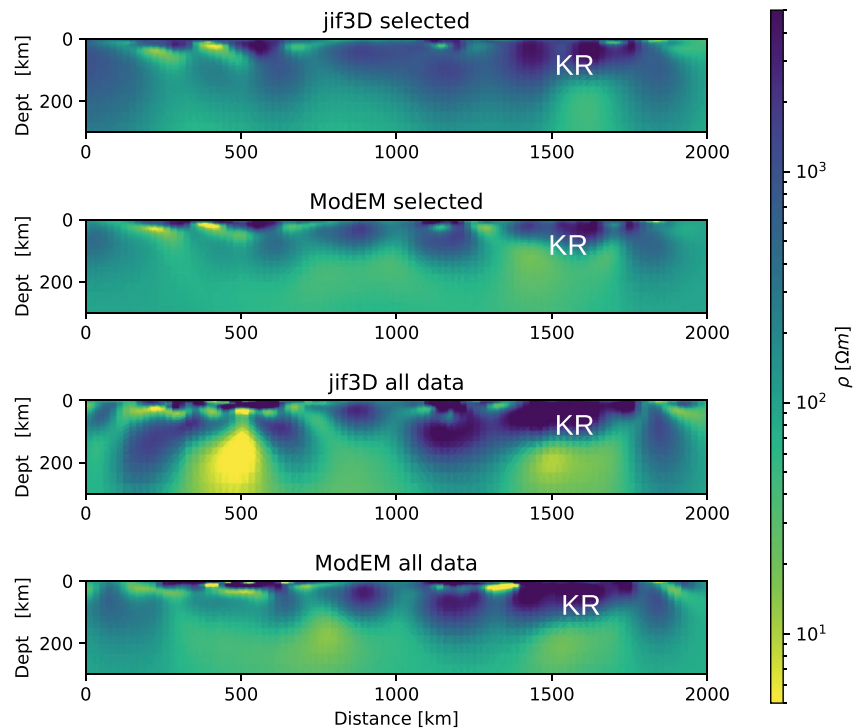 jif3D selected
0
200
Dept [km]
KR
0 500 1000 1500 2000
ModEM selected
0
200
Dept [km]
KR
0 500 1000 1500 2000
jif3D all data
0
200
Dept [km]
KR
0 500 1000 1500 2000
ModEM all data
0
200
Dept [km]
KR
0 500 1000 1500 2000
Distance [km]
10³
10²
10¹
ρ [Ωm]